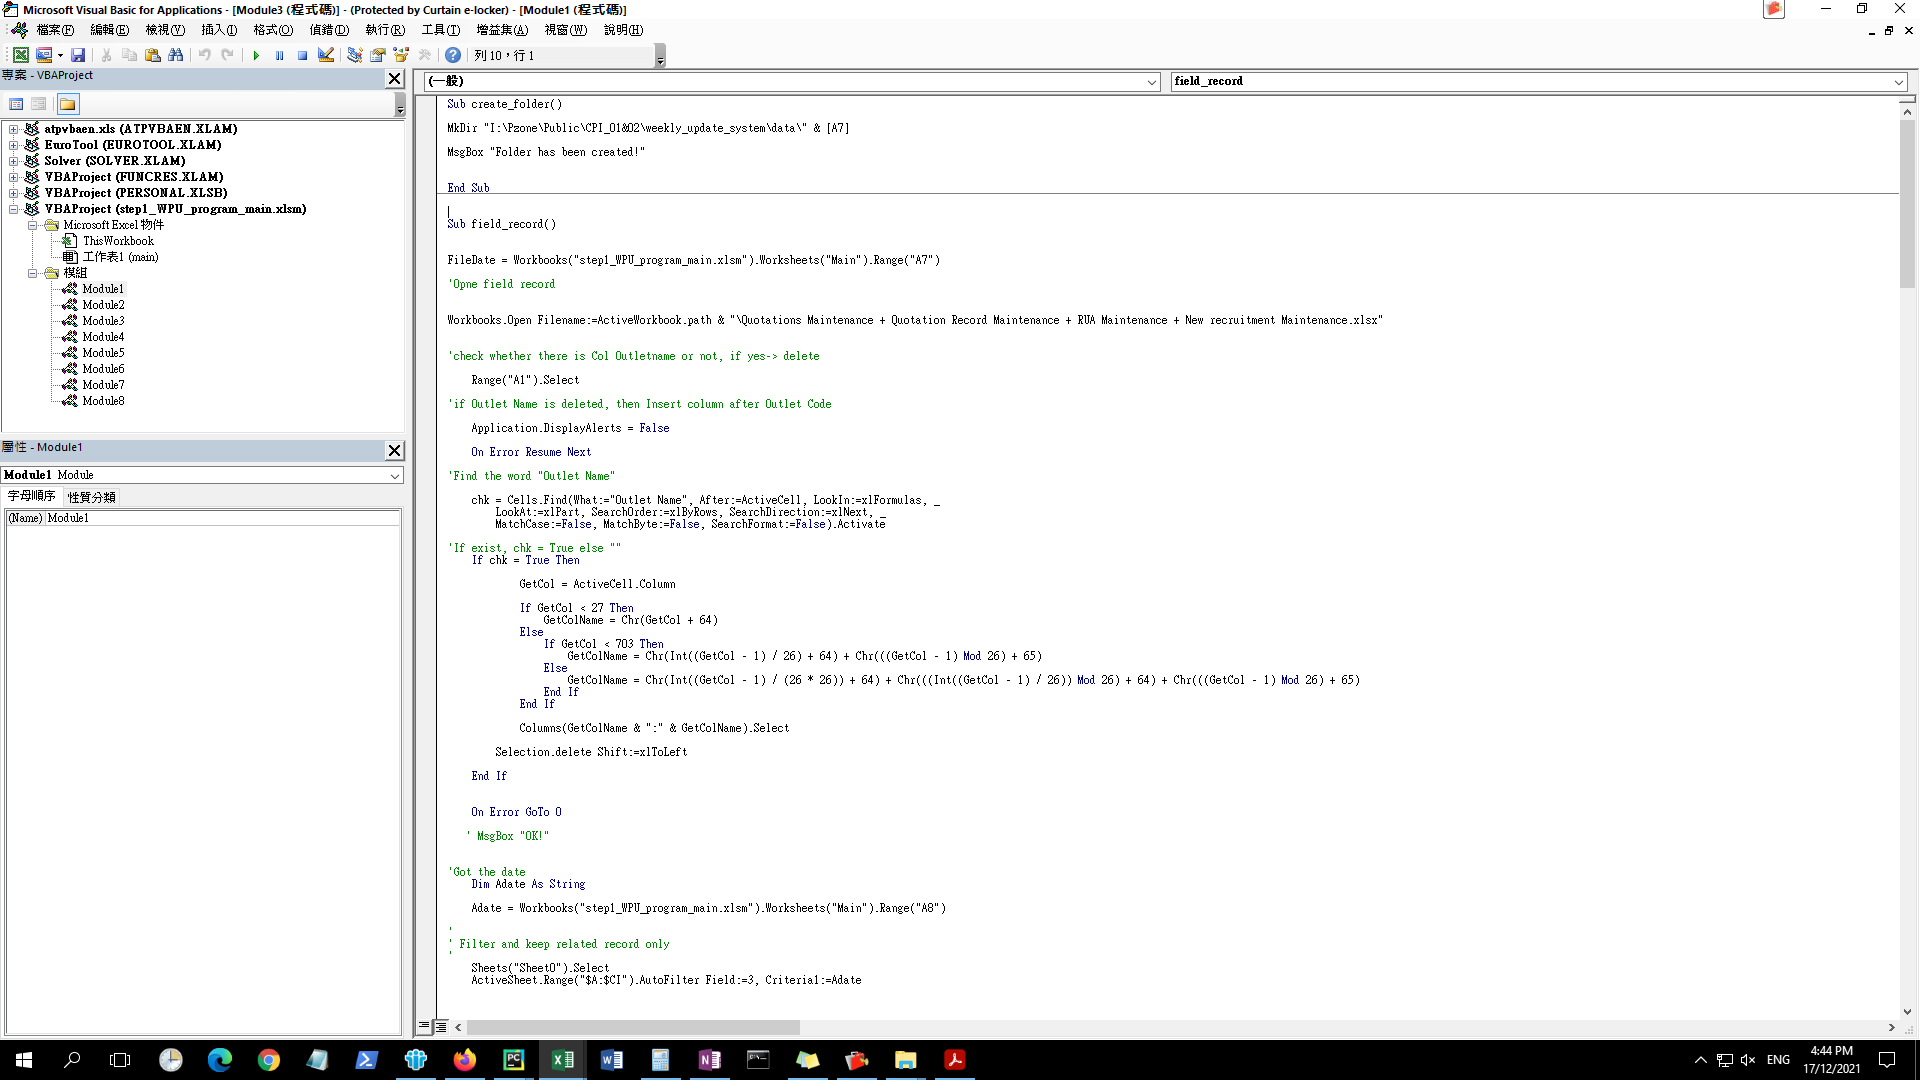 Microsoft Visual Basic for Applications - [Module3 (程式碼)] - (Protected by Curtain e-locker) - [Module1 (程式碼)]
檔案(F) 編輯(E) 檢視(V) 插入(I) 格式(O) 偵錯(D) 執行(R) 工具(T) 增益集(A) 視窗(W) 說明(H)
列 10，行 1
專案 - VBAProject
atpvbaen.xls (ATPVBAEN.XLAM)
EuroTool (EUROTOOL.XLAM)
Solver (SOLVER.XLAM)
VBAProject (FUNCRES.XLAM)
VBAProject (PERSONAL.XLSB)
VBAProject (step1_WPU_program_main.xlsm)
Microsoft Excel 物件
ThisWorkbook
工作表1 (main)
模組
Module1
Module2
Module3
Module4
Module5
Module6
Module7
Module8
屬性 - Module1
Module1 Module
字母順序 性質分類
(Name) Module1
(一般) field_record
Sub create_folder()
MkDir "I:\Pzone\Public\CPI_01&02\weekly_update_system\data\" & [A7]
MsgBox "Folder has been created!"
End Sub
Sub field_record()
FileDate = Workbooks("step1_WPU_program_main.xlsm").Worksheets("Main").Range("A7")
'Opne field record
Workbooks.Open Filename:=ActiveWorkbook.path & "\Quotations Maintenance + Quotation Record Maintenance + RUA Maintenance + New recruitment Maintenance.xlsx"
'check whether there is Col Outletname or not, if yes-> delete
Range("A1").Select
'if Outlet Name is deleted, then Insert column after Outlet Code
Application.DisplayAlerts = False
On Error Resume Next
'Find the word "Outlet Name"
chk = Cells.Find(What:="Outlet Name", After:=ActiveCell, LookIn:=xlFormulas, _
LookAt:=xlPart, SearchOrder:=xlByRows, SearchDirection:=xlNext, _
MatchCase:=False, MatchByte:=False, SearchFormat:=False).Activate
'If exist, chk = True else ""
If chk = True Then
GetCol = ActiveCell.Column
If GetCol < 27 Then
GetColName = Chr(GetCol + 64)
Else
If GetCol < 703 Then
GetColName = Chr(Int((GetCol - 1) / 26) + 64) + Chr(((GetCol - 1) Mod 26) + 65)
Else
GetColName = Chr(Int((GetCol - 1) / (26 * 26)) + 64) + Chr(((Int((GetCol - 1) / 26)) Mod 26) + 64) + Chr(((GetCol - 1) Mod 26) + 65)
End If
End If
Columns(GetColName & ":" & GetColName).Select
Selection.delete Shift:=xlToLeft
End If
On Error GoTo 0
' MsgBox "OK!"
'Got the date
Dim Adate As String
Adate = Workbooks("step1_WPU_program_main.xlsm").Worksheets("Main").Range("A8")
'
' Filter and keep related record only
'
Sheets("Sheet0").Select
ActiveSheet.Range("$A:$CI").AutoFilter Field:=3, Criteria1:=Adate
ENG
4:44 PM
17/12/2021